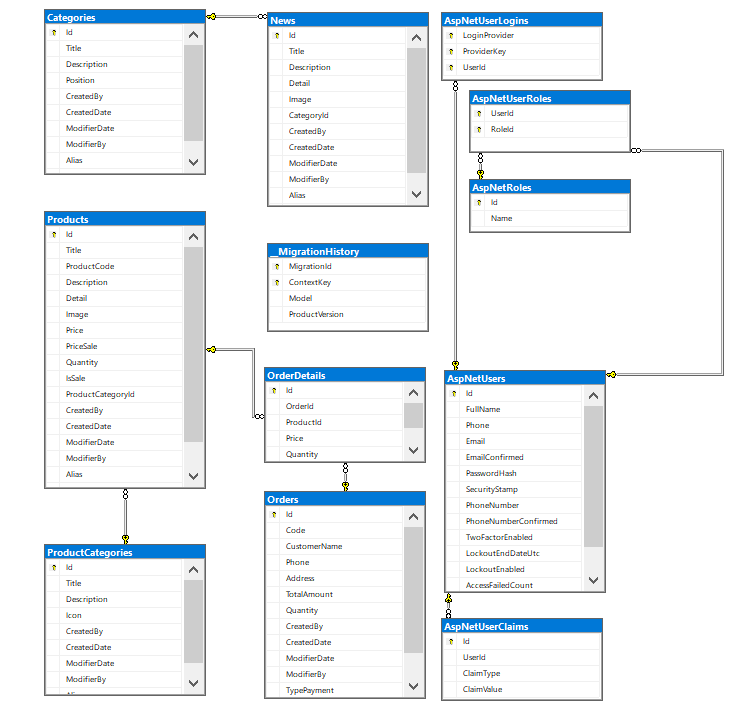 Categories
Id
Title
Description
Position
CreatedBy
CreatedDate
ModifierDate
ModifierBy
Alias
News
Id
Title
Description
Detail
Image
CategoryId
CreatedBy
CreatedDate
ModifierDate
ModifierBy
Alias
AspNetUserLogins
LoginProvider
ProviderKey
UserId
AspNetUserRoles
UserId
RoleId
AspNetRoles
Id
Name
Products
Id
Title
ProductCode
Description
Detail
Image
Price
PriceSale
Quantity
IsSale
ProductCategoryId
CreatedBy
CreatedDate
ModifierDate
ModifierBy
Alias
__MigrationHistory
MigrationId
ContextKey
Model
ProductVersion
OrderDetails
Id
OrderId
ProductId
Price
Quantity
AspNetUsers
Id
FullName
Phone
Email
EmailConfirmed
PasswordHash
SecurityStamp
PhoneNumber
PhoneNumberConfirmed
TwoFactorEnabled
LockoutEndDateUtc
LockoutEnabled
AccessFailedCount
Orders
Id
Code
CustomerName
Phone
Address
TotalAmount
Quantity
CreatedBy
CreatedDate
ModifierDate
ModifierBy
TypePayment
ProductCategories
Id
Title
Description
Icon
CreatedBy
CreatedDate
ModifierDate
ModifierBy
AspNetUserClaims
Id
UserId
ClaimType
ClaimValue